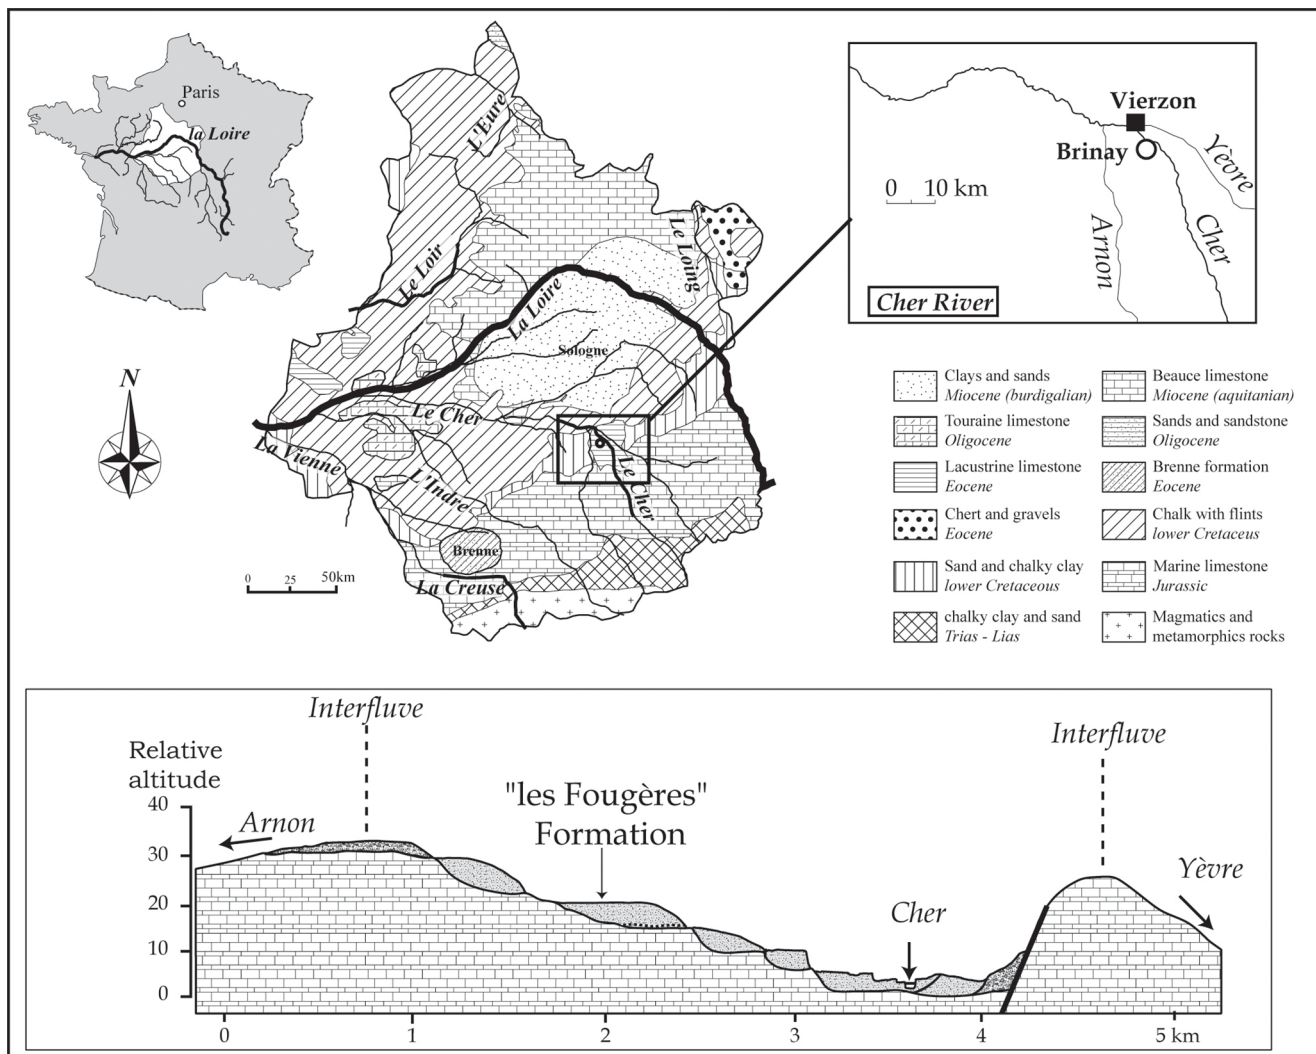 Paris
la Loire
L'Eure
Le Loir
La Loire
Le Loing
Sologne
Le Cher
La Vienne
L'Indre
Le Cher
Brenne
La Creuse
N
0 25 50km
Vierzon
Brinay
Yèvre
0 10 km
Arnon
Cher
Cher River
Clays and sands
Miocene (burdigalian)
Touraine limestone
Oligocene
Lacustrine limestone
Eocene
Chert and gravels
Eocene
Sand and chalky clay
lower Cretaceous
chalky clay and sand
Trias - Lias
Beauce limestone
Miocene (aquitanian)
Sands and sandstone
Oligocene
Brenne formation
Eocene
Chalk with flints
lower Cretaceus
Marine limestone
Jurassic
Magmatics and
metamorphics rocks
Interfluve
Interfluve
Relative
altitude
"les Fougères"
Formation
40
30
20
10
0
Arnon
Cher
Yèvre
0 1 2 3 4 5 km